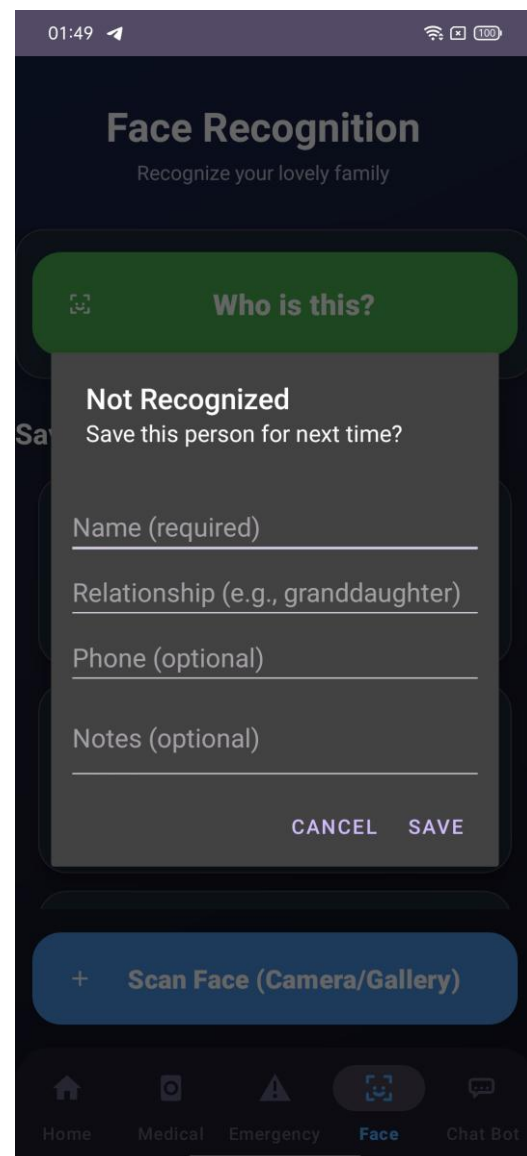 01:49
100
Face Recognition
Recognize your lovely family
Who is this?
Sa
Not Recognized
Save this person for next time?
Name (required)
Relationship (e.g., granddaughter)
Phone (optional)
Notes (optional)
CANCEL SAVE
+ Scan Face (Camera/Gallery)
Home Medical Emergency Face Chat Bot